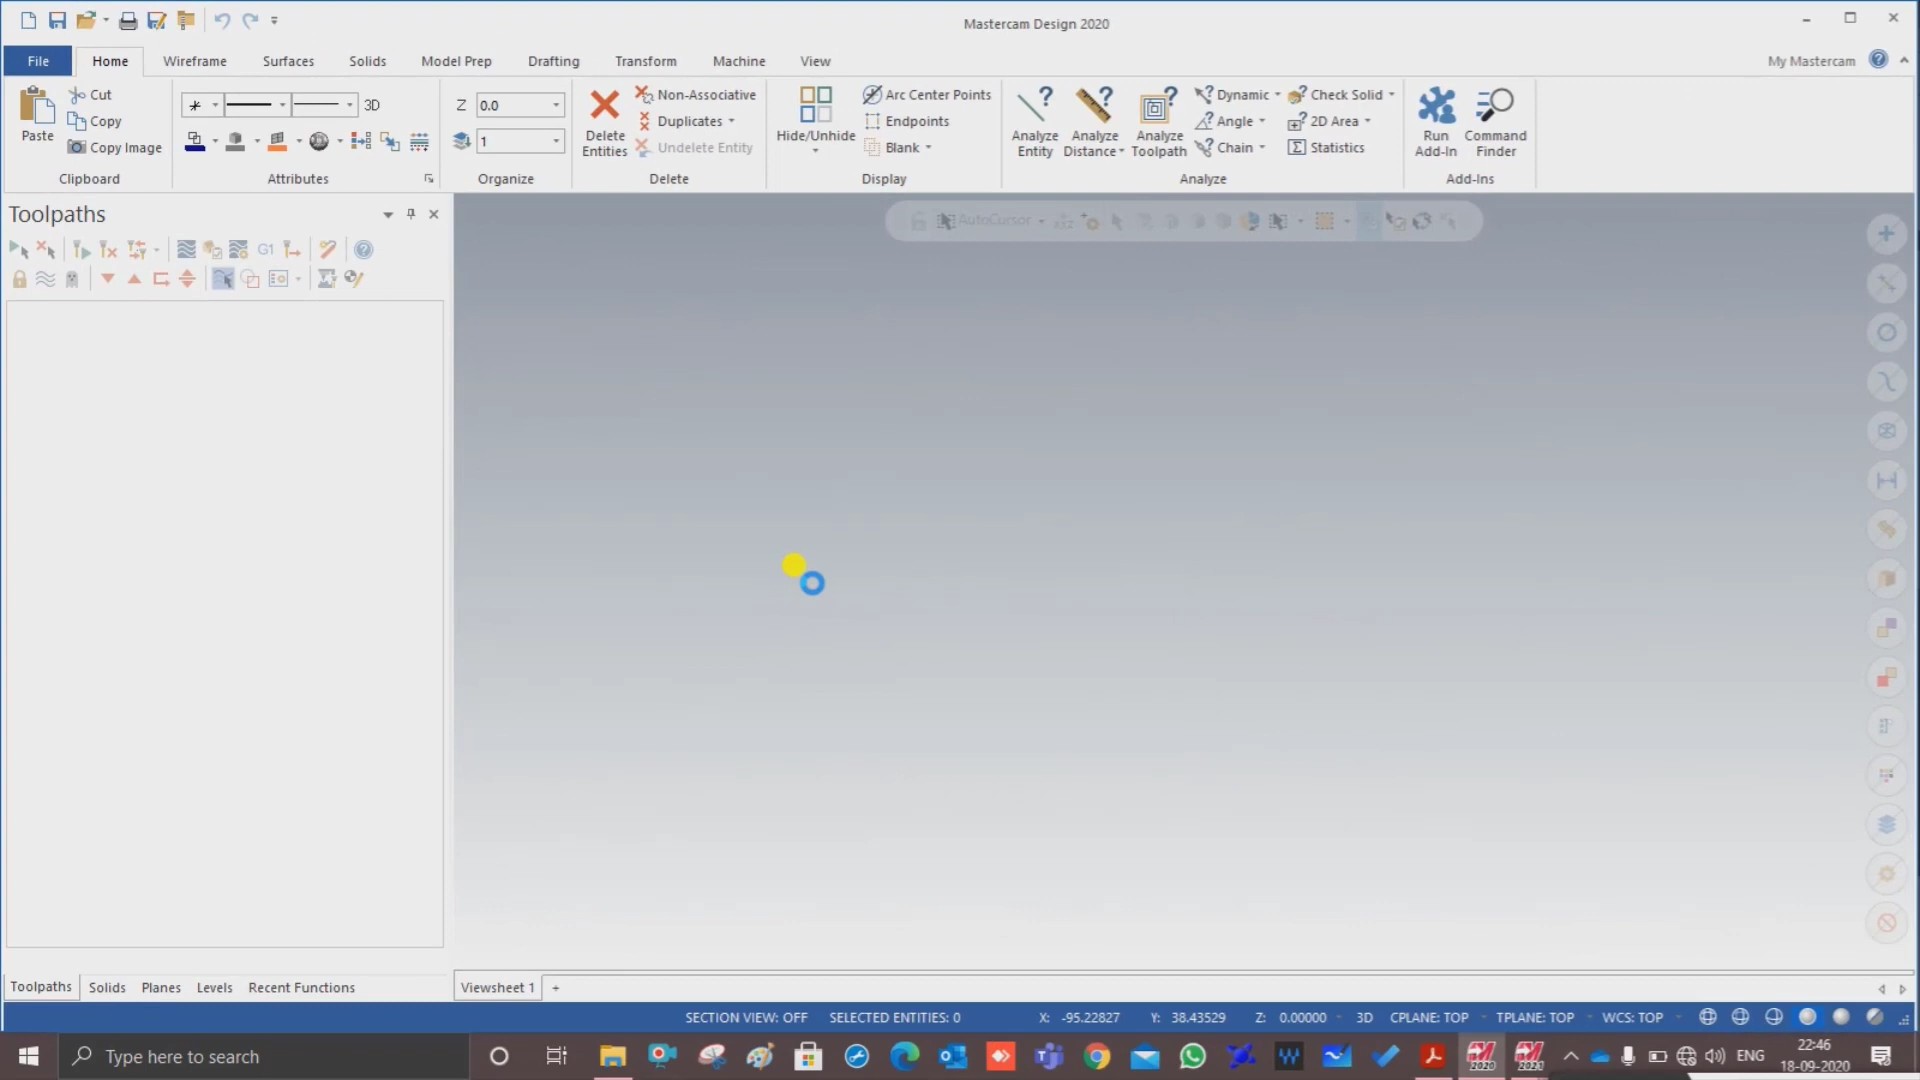 Mastercam Design 2020
File Home Wireframe Surfaces Solids Model Prep Drafting Transform Machine View My Mastercam
Paste
Cut
Copy
Copy Image
Clipboard
3D
Attributes
Z 0.0
1
Organize
Delete Entities
Non-Associative
Duplicates
Undelete Entity
Delete
Hide/Unhide
Arc Center Points
Endpoints
Blank
Display
Analyze Entity
Analyze Distance
Analyze Toolpath
Dynamic
Angle
Chain
Check Solid
2D Area
Statistics
Analyze
Run Add-In
Command Finder
Add-Ins
Toolpaths
G1
AutoCursor
Toolpaths Solids Planes Levels Recent Functions
Viewsheet 1 +
SECTION VIEW: OFF SELECTED ENTITIES: 0 X: -95.22827 Y: 38.43529 Z: 0.00000 3D CPLANE: TOP TPLANE: TOP WCS: TOP
Type here to search
2020
2021
ENG
22:46
18-09-2020